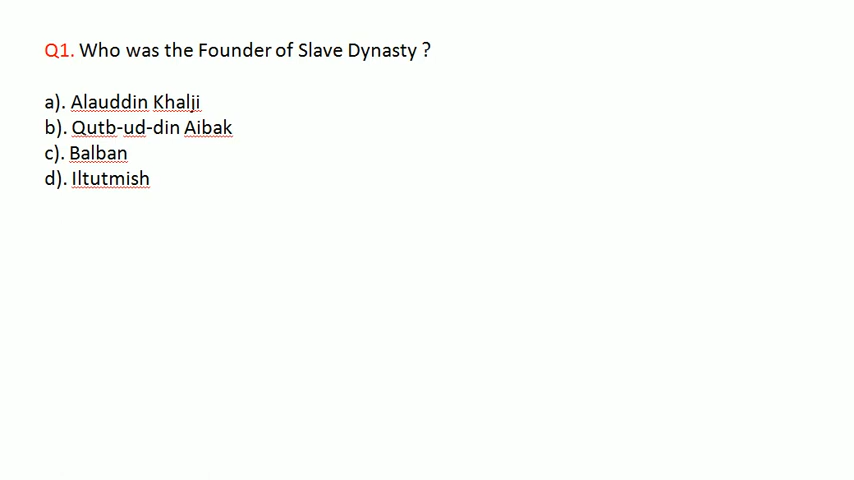 Q1. Who was the Founder of Slave Dynasty ?
a). Alauddin Khalji
b). Qutb-ud-din Aibak
c). Balban
d). Iltutmish